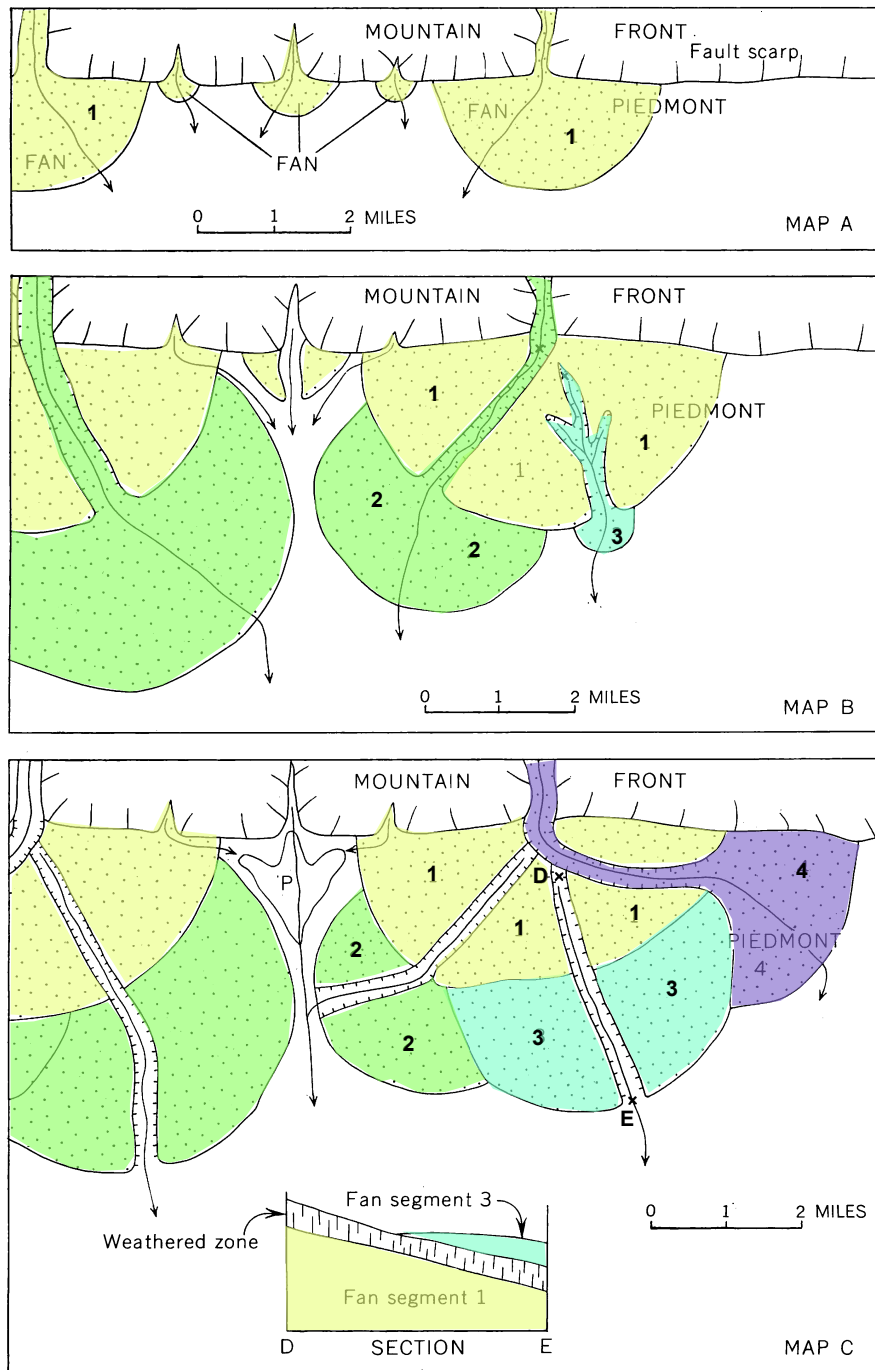 MOUNTAIN FRONT
Fault scarp
1
FAN
PIEDMONT
1
FAN
FAN
0 1 2 MILES
MAP A
MOUNTAIN FRONT
1
PIEDMONT
1
1
2
2
3
0 1 2 MILES
MAP B
MOUNTAIN FRONT
P
1
4
D
1
1
PIEDMONT
2
4
3
3
2
E
Fan segment 3
0 1 2 MILES
Weathered zone
Fan segment 1
D SECTION E
MAP C